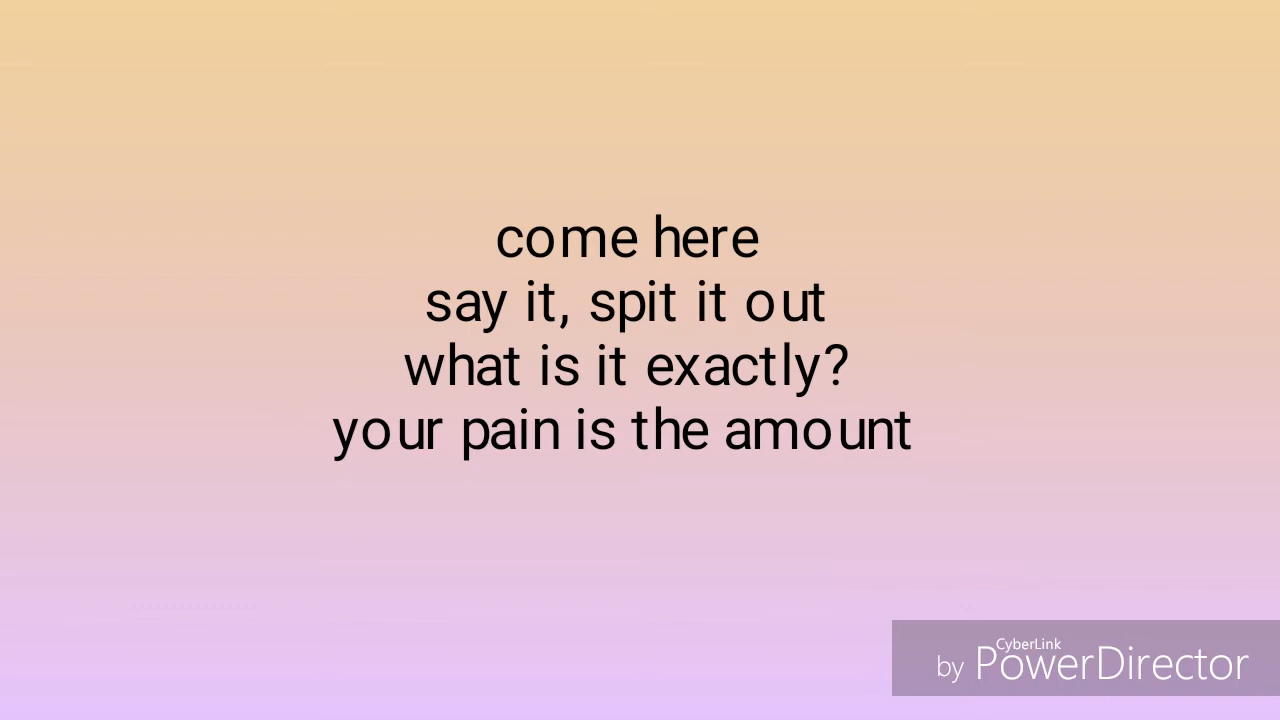 come here
say it, spit it out
what is it exactly?
your pain is the amount
CyberLink
by PowerDirector